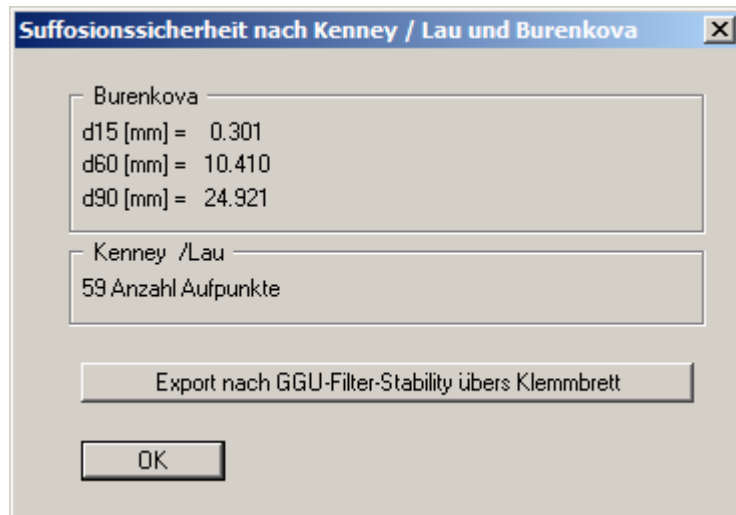 Suffosionssicherheit nach Kenney / Lau und Burenkova
Burenkova
d15 [mm] = 0.301
d60 [mm] = 10.410
d90 [mm] = 24.921
Kenney /Lau
59 Anzahl Aufpunkte
Export nach GGU-Filter-Stability übers Klemmbrett
OK